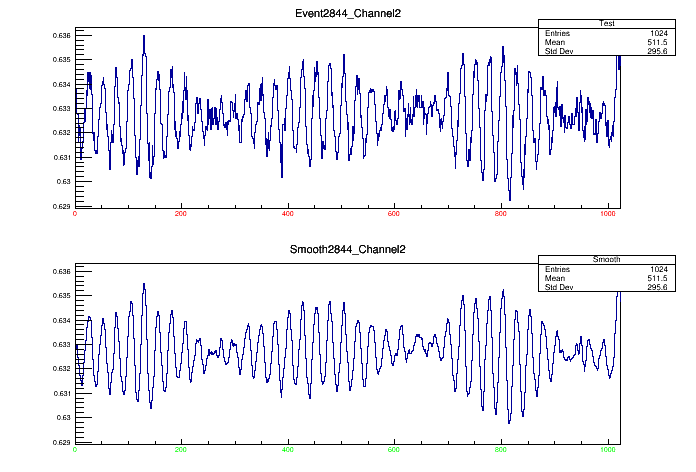 Event2844_Channel2
Test
Entries 1024
Mean 511.5
Std Dev 295.6
0.636
0.635
0.634
0.633
0.632
0.631
0.63
0.629
0 200 400 600 800 1000
Smooth2844_Channel2
Smooth
Entries 1024
Mean 511.5
Std Dev 295.6
0.636
0.635
0.634
0.633
0.632
0.631
0.63
0.629
0 200 400 600 800 1000